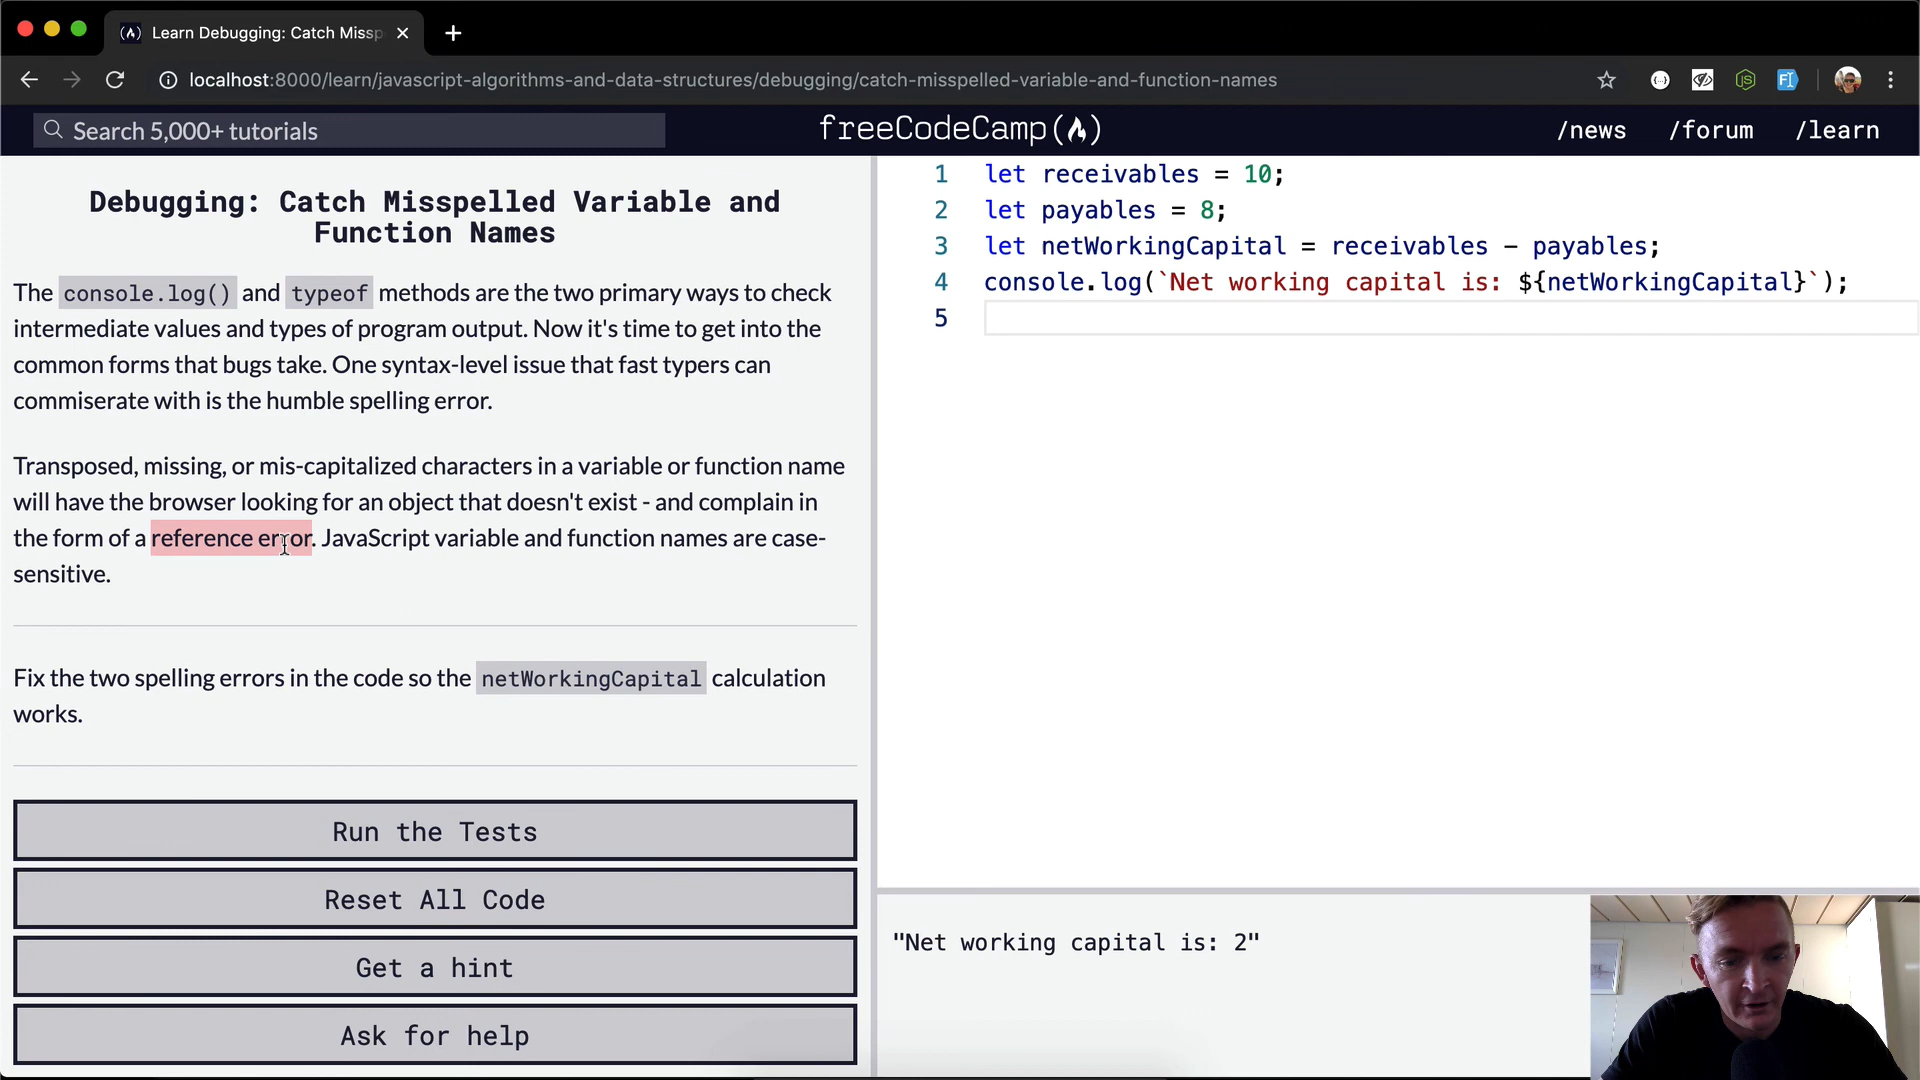 Learn Debugging: Catch Missp
localhost:8000/learn/javascript-algorithms-and-data-structures/debugging/catch-misspelled-variable-and-function-names
Search 5,000+ tutorials
freeCodeCamp
/news
/forum
/learn
Debugging: Catch Misspelled Variable and
Function Names
The console.log() and typeof methods are the two primary ways to check
intermediate values and types of program output. Now it's time to get into the
common forms that bugs take. One syntax-level issue that fast typers can
commiserate with is the humble spelling error.
Transposed, missing, or mis-capitalized characters in a variable or function name
will have the browser looking for an object that doesn't exist - and complain in
the form of a reference error. JavaScript variable and function names are case-
sensitive.
Fix the two spelling errors in the code so the netWorkingCapital calculation
works.
Run the Tests
Reset All Code
Get a hint
Ask for help
1 let receivables = 10;
2 let payables = 8;
3 let netWorkingCapital = receivables - payables;
4 console.log(`Net working capital is: ${netWorkingCapital}`);
5
"Net working capital is: 2"